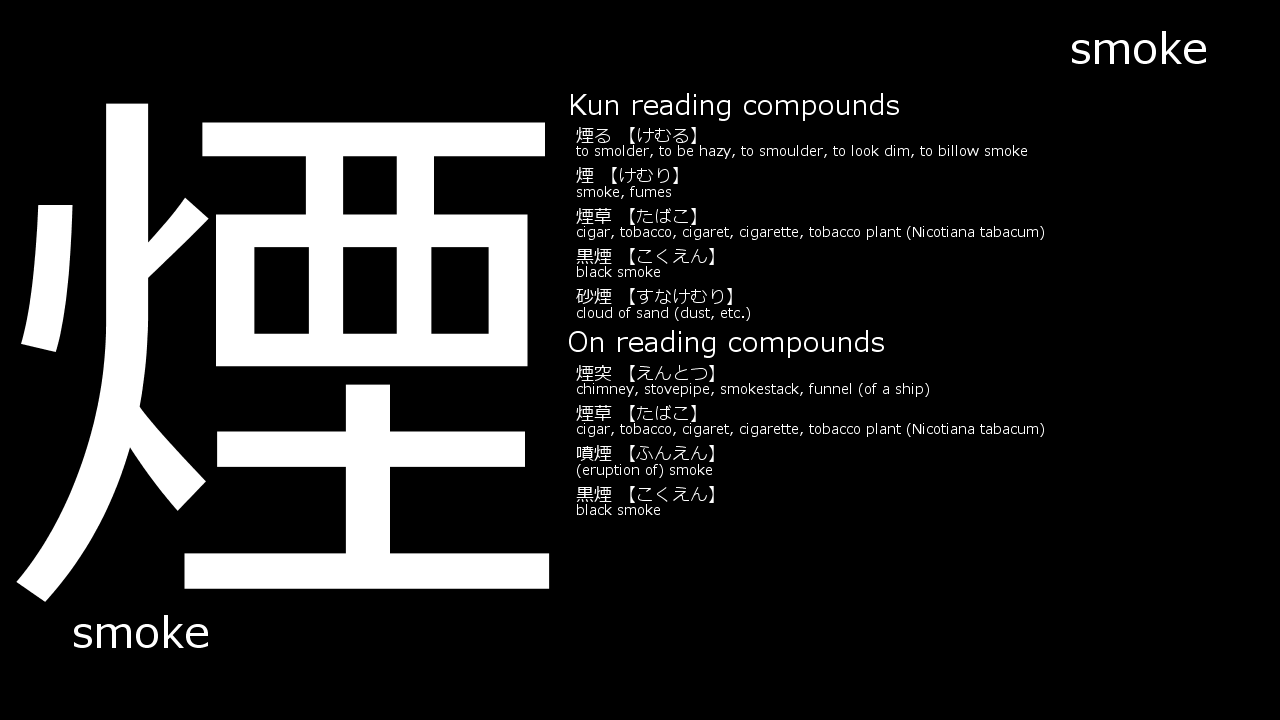 smoke
煙
smoke
Kun reading compounds
煙る 【けむる】
to smolder, to be hazy, to smoulder, to look dim, to billow smoke
煙 【けむり】
smoke, fumes
煙草 【たばこ】
cigar, tobacco, cigaret, cigarette, tobacco plant (Nicotiana tabacum)
黒煙 【こくえん】
black smoke
砂煙 【すなけむり】
cloud of sand (dust, etc.)
On reading compounds
煙突 【えんとつ】
chimney, stovepipe, smokestack, funnel (of a ship)
煙草 【たばこ】
cigar, tobacco, cigaret, cigarette, tobacco plant (Nicotiana tabacum)
噴煙 【ふんえん】
(eruption of) smoke
黒煙 【こくえん】
black smoke